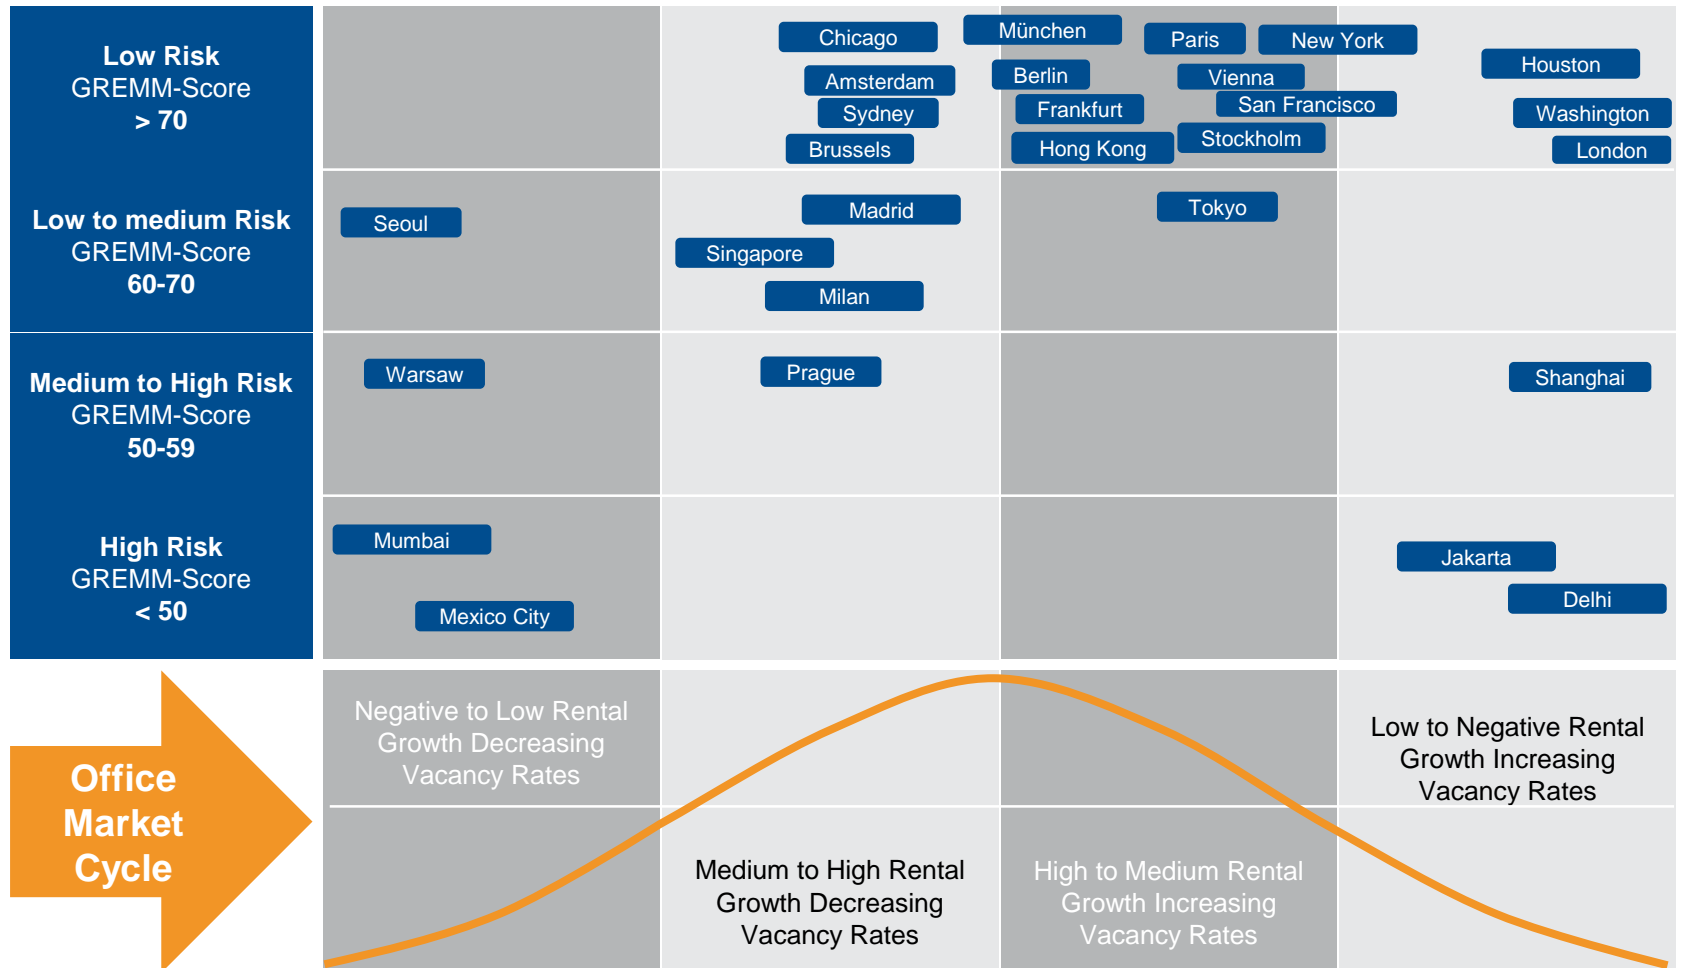 Low Risk
GREMM-Score
> 70
Chicago
München
Paris
New York
Houston
Amsterdam
Berlin
Vienna
Sydney
Frankfurt
San Francisco
Washington
Brussels
Hong Kong
Stockholm
London
Low to medium Risk
GREMM-Score
60-70
Seoul
Madrid
Tokyo
Singapore
Milan
Medium to High Risk
GREMM-Score
50-59
Warsaw
Prague
Shanghai
High Risk
GREMM-Score
< 50
Mumbai
Jakarta
Mexico City
Delhi
Office
Market
Cycle
Negative to Low Rental
Growth Decreasing
Vacancy Rates
Medium to High Rental
Growth Decreasing
Vacancy Rates
High to Medium Rental
Growth Increasing
Vacancy Rates
Low to Negative Rental
Growth Increasing
Vacancy Rates